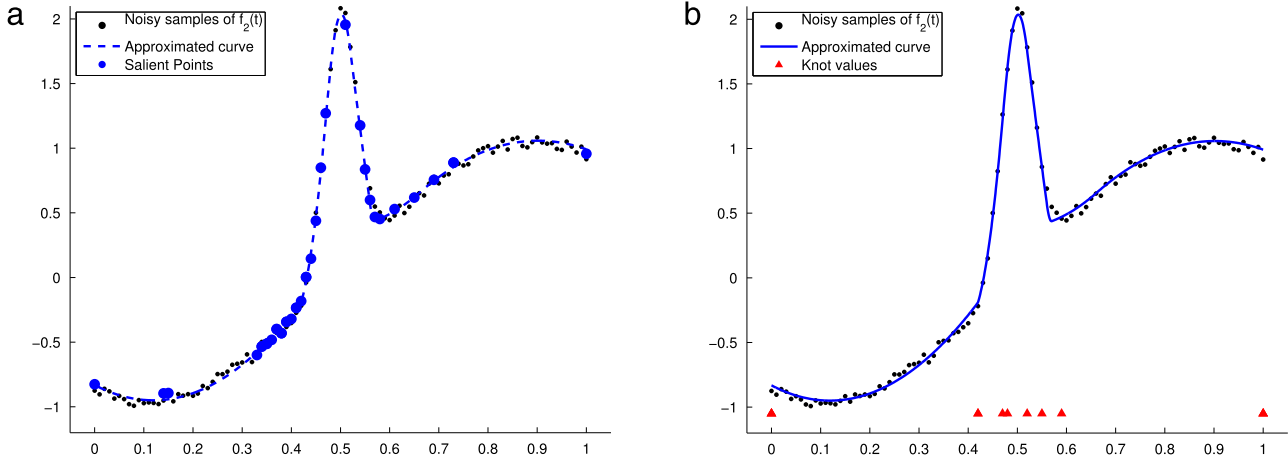 a
Noisy samples of f2(t)
Approximated curve
Salient Points
2
1.5
1
0.5
0
−0.5
−1
0 0.1 0.2 0.3 0.4 0.5 0.6 0.7 0.8 0.9 1
b
Noisy samples of f2(t)
Approximated curve
Knot values
2
1.5
1
0.5
0
−0.5
−1
0 0.1 0.2 0.3 0.4 0.5 0.6 0.7 0.8 0.9 1